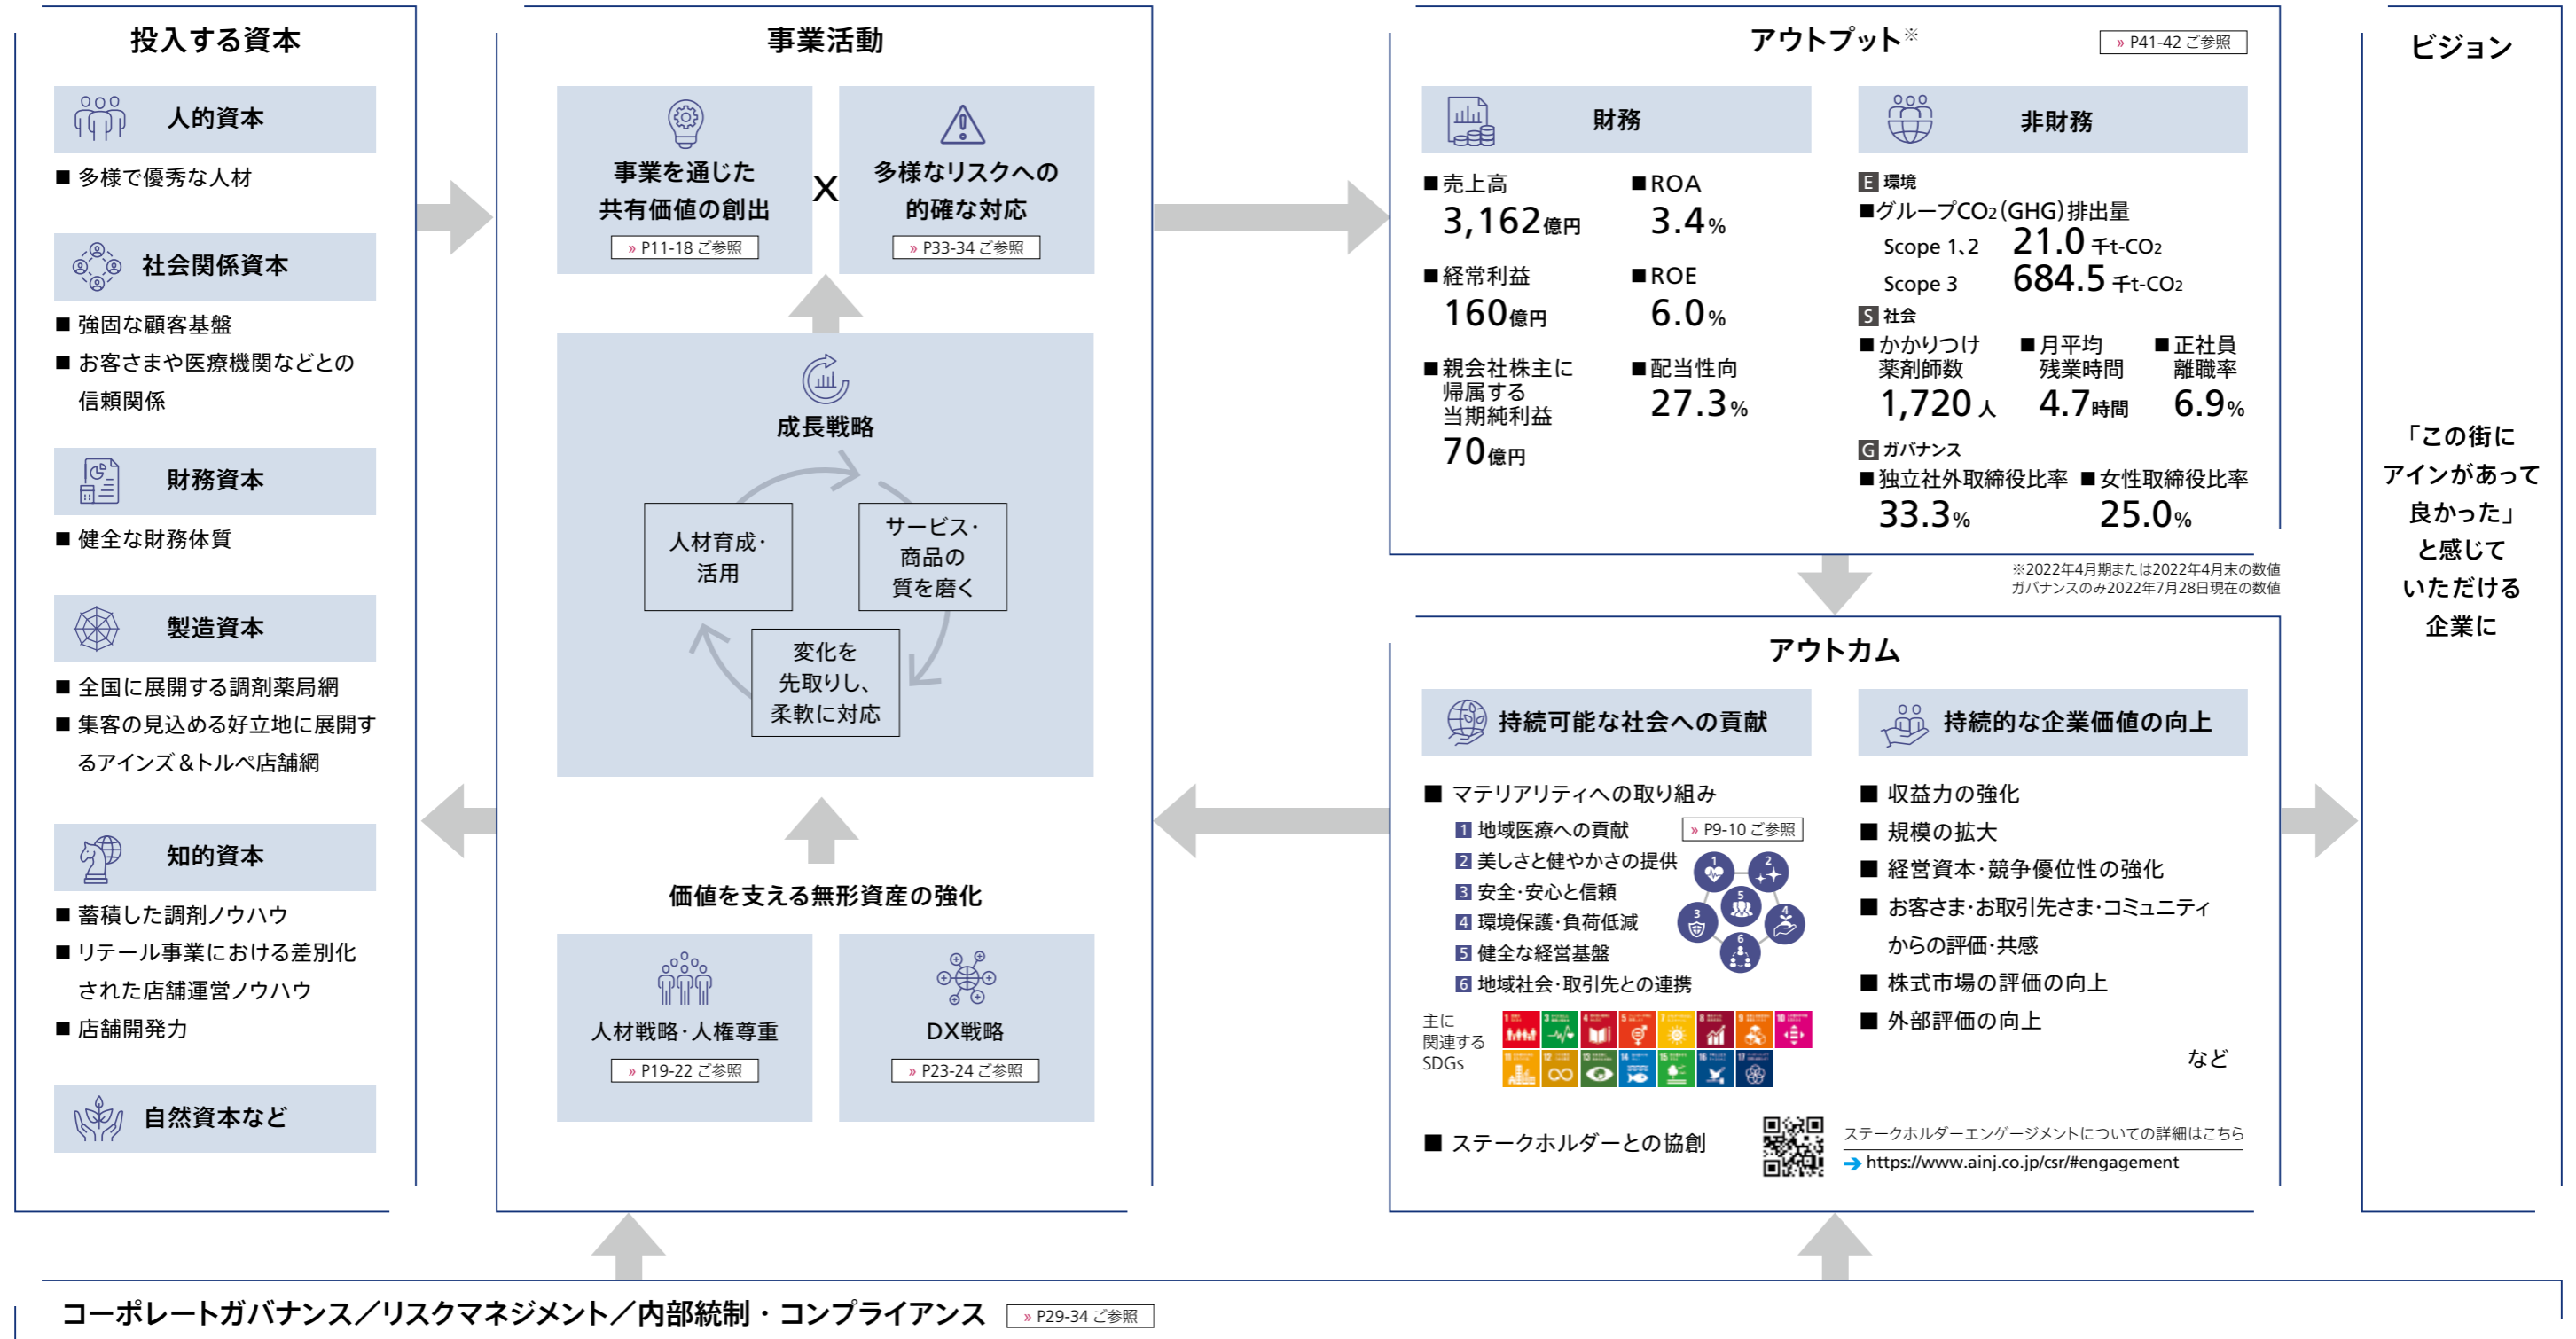 投入する資本
人的資本
■ 多様で優秀な人材
社会関係資本
■ 強固な顧客基盤
■ お客さまや医療機関などとの
信頼関係
財務資本
■ 健全な財務体質
製造資本
■ 全国に展開する調剤薬局網
■ 集客の見込める好立地に展開す
るアインズ&トルペ店舗網
知的資本
■ 蓄積した調剤ノウハウ
■ リテール事業における差別化
された店舗運営ノウハウ
■ 店舗開発力
自然資本など
事業活動
事業を通じた
共有価値の創出
» P11-18 ご参照
X
多様なリスクへの
的確な対応
» P33-34 ご参照
成長戦略
人材育成・
活用
サービス・
商品の
質を磨く
変化を
先取りし、
柔軟に対応
価値を支える無形資産の強化
人材戦略・人権尊重
» P19-22 ご参照
DX戦略
» P23-24 ご参照
アウトプット※
» P41-42 ご参照
財務
■売上高
3,162億円
■経常利益
160億円
■親会社株主に
帰属する
当期純利益
70億円
■ROA
3.4%
■ROE
6.0%
■配当性向
27.3%
非財務
E 環境
■グループCO2(GHG)排出量
Scope 1、2 21.0 千t-CO2
Scope 3 684.5 千t-CO2
S 社会
■かかりつけ
薬剤師数
1,720人
■月平均
残業時間
4.7時間
■正社員
離職率
6.9%
G ガバナンス
■独立社外取締役比率
33.3%
■女性取締役比率
25.0%
※2022年4月期または2022年4月末の数値
ガバナンスのみ2022年7月28日現在の数値
アウトカム
持続可能な社会への貢献
■ マテリアリティへの取り組み
1 地域医療への貢献
» P9-10 ご参照
2 美しさと健やかさの提供
3 安全・安心と信頼
4 環境保護・負荷低減
5 健全な経営基盤
6 地域社会・取引先との連携
1
2
3
5
4
6
主に
関連する
SDGs
1 3 4 5 7 8 9 10
11 12 13 14 15 16 17
■ ステークホルダーとの協創
ステークホルダーエンゲージメントについての詳細はこちら
➔ https://www.ainj.co.jp/csr/#engagement
持続的な企業価値の向上
■ 収益力の強化
■ 規模の拡大
■ 経営資本・競争優位性の強化
■ お客さま・お取引先さま・コミュニティ
からの評価・共感
■ 株式市場の評価の向上
■ 外部評価の向上
など
ビジョン
「この街に
アインがあって
良かった」
と感じて
いただける
企業に
コーポレートガバナンス／リスクマネジメント／内部統制・コンプライアンス
» P29-34 ご参照